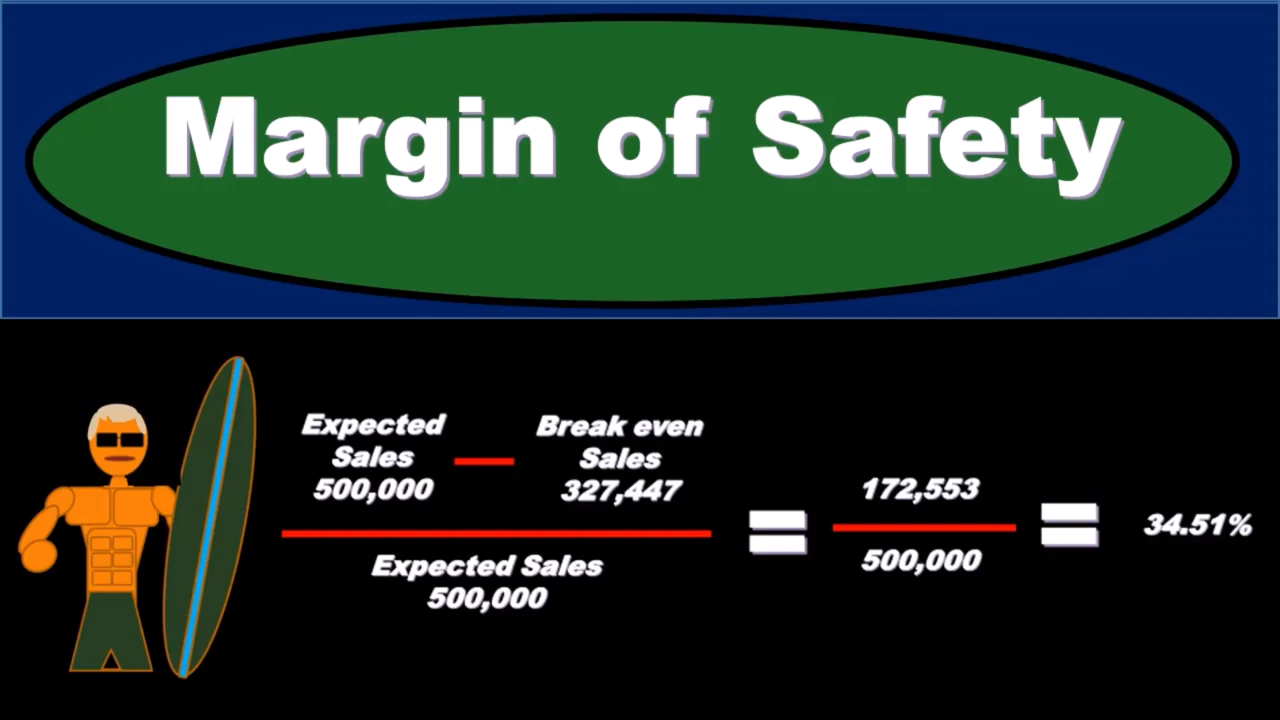 Margin of Safety
Expected
Sales
500,000
Break even
Sales
327,447
Expected Sales
500,000
172,553
500,000
34.51%